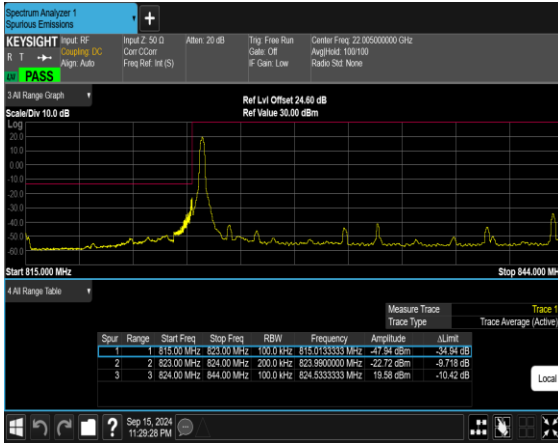 Spectrum Analyzer 1
Spurious Emissions
KEYSIGHT Input: RF Input Z: 50 Ω Atten: 20 dB Trig: Free Run Center Freq: 22.005000000 GHz
R T Coupling: DC Corr CCorr Gate: Off Avg|Hold: 100/100
Align: Auto Freq Ref: Int (S) IF Gain: Low Radio Std: None
PASS
3 All Range Graph
Ref Lvl Offset 24.60 dB
Scale/Div 10.0 dB Ref Value 30.00 dBm
Log
20.0
10.0
0.00
-10.0
-20.0
-30.0
-40.0
-50.0
-60.0
Start 815.000 MHz Stop 844.000 MH
4 All Range Table
Measure Trace Trace 1
Trace Type Trace Average (Active)
Spur Range Start Freq Stop Freq RBW Frequency Amplitude ΔLimit
1 1 815.00 MHz 823.00 MHz 100.0 kHz 815.0133333 MHz -47.94 dBm -34.94 dB
2 2 823.00 MHz 824.00 MHz 200.0 kHz 823.9900000 MHz -22.72 dBm -9.718 dB
3 3 824.00 MHz 844.00 MHz 100.0 kHz 824.5333333 MHz 19.58 dBm -10.42 dB
Local
Sep 15, 2024
11:29:28 PM